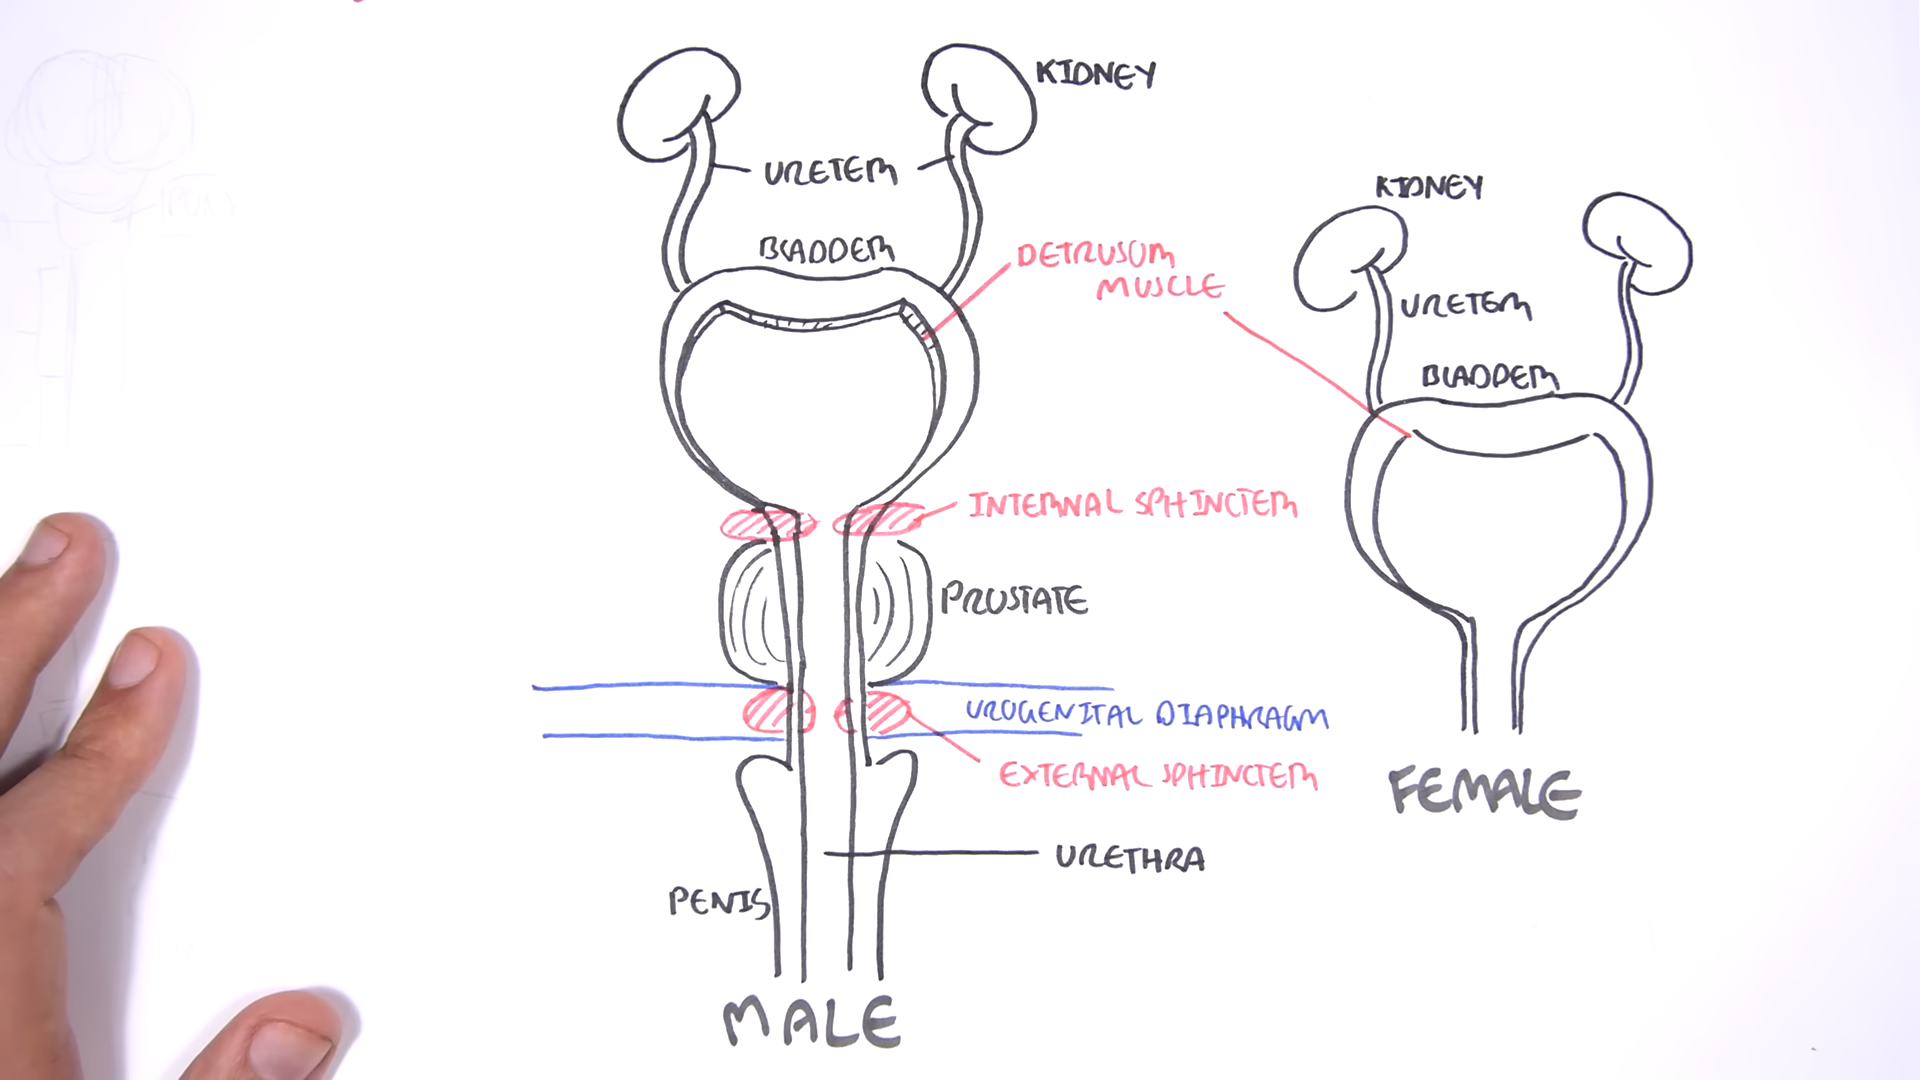 KIDNEY
URETER
BLADDER
DETRUSOR
MUSCLE
INTERNAL SPHINCTER
PROSTATE
UROGENITAL DIAPHRAGM
EXTERNAL SPHINCTER
URETHRA
PENIS
MALE
KIDNEY
URETER
BLADDER
FEMALE